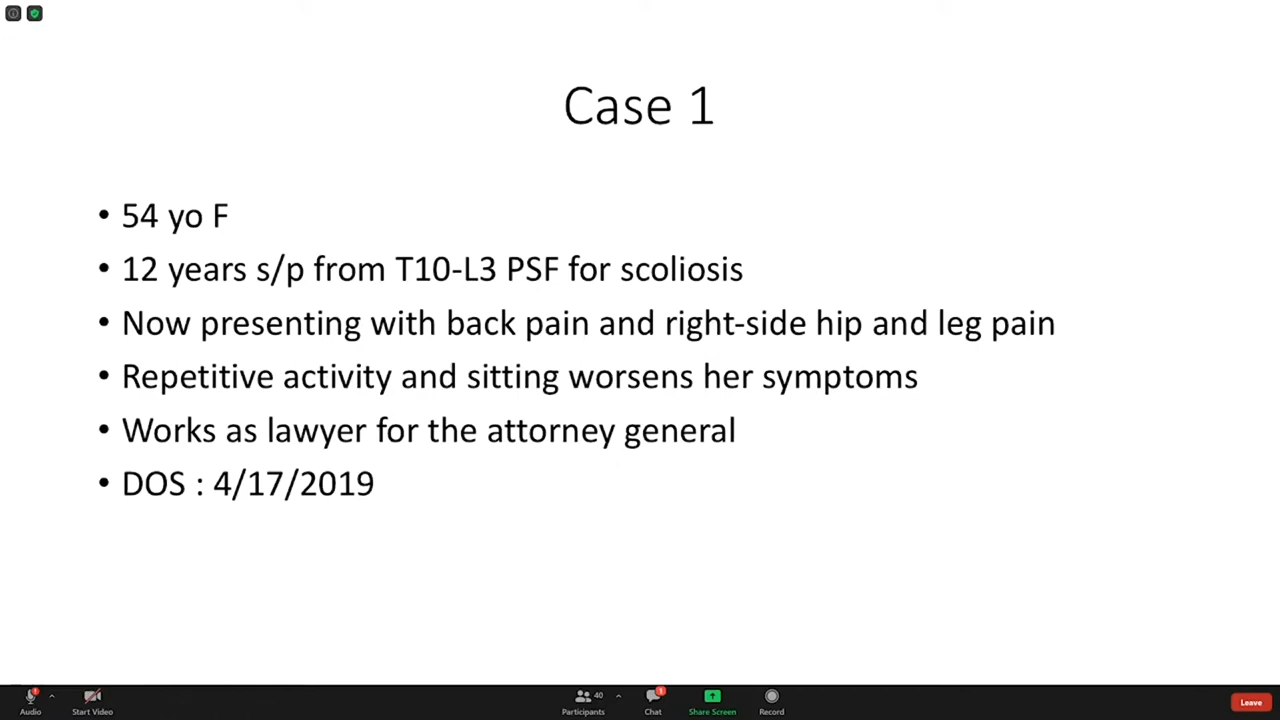 Case 1
• 54 yo F
• 12 years s/p from T10-L3 PSF for scoliosis
• Now presenting with back pain and right-side hip and leg pain
• Repetitive activity and sitting worsens her symptoms
• Works as lawyer for the attorney general
• DOS : 4/17/2019
Audio
Start Video
Participants
40
Chat
1
Share Screen
Record
Leave